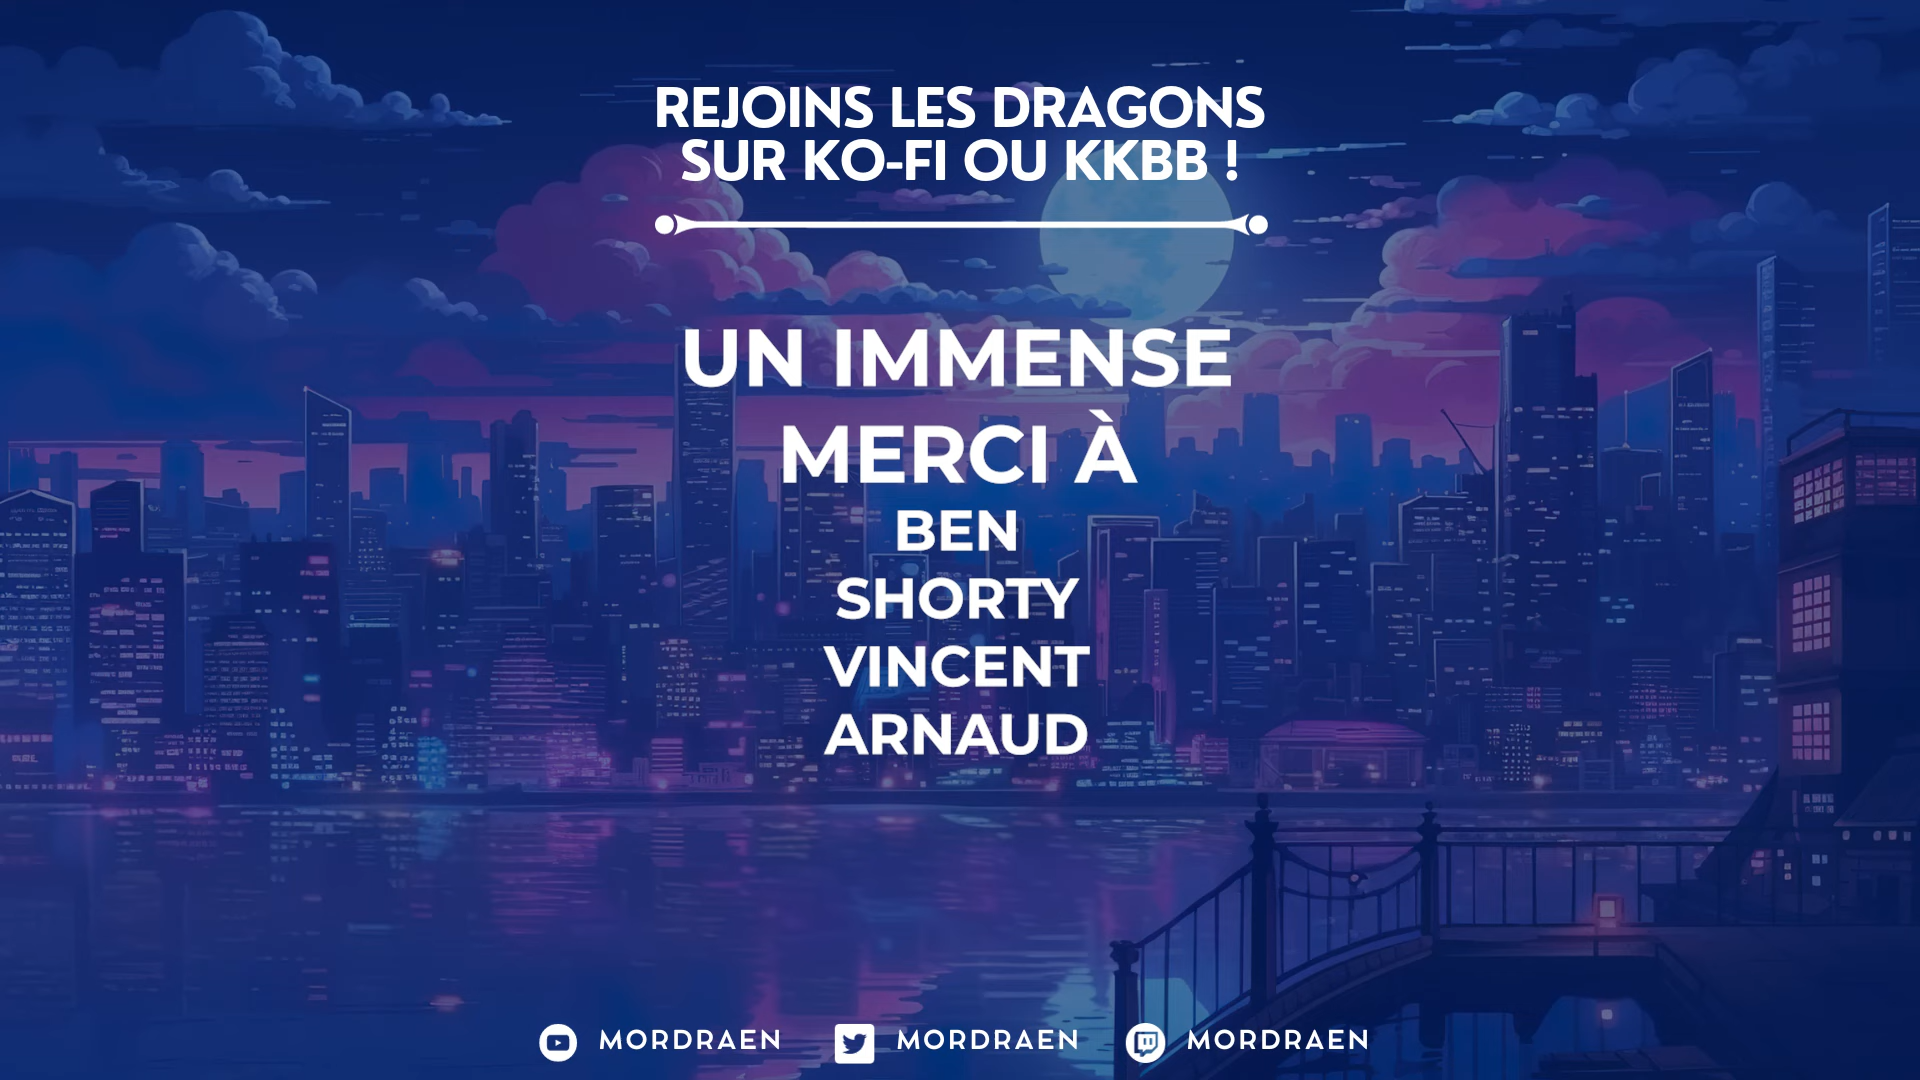 REJOINS LES DRAGONS
SUR KO-FI OU KKBB !
UN IMMENSE
MERCI À
BEN
SHORTY
VINCENT
ARNAUD
MORDRAEN MORDRAEN MORDRAEN